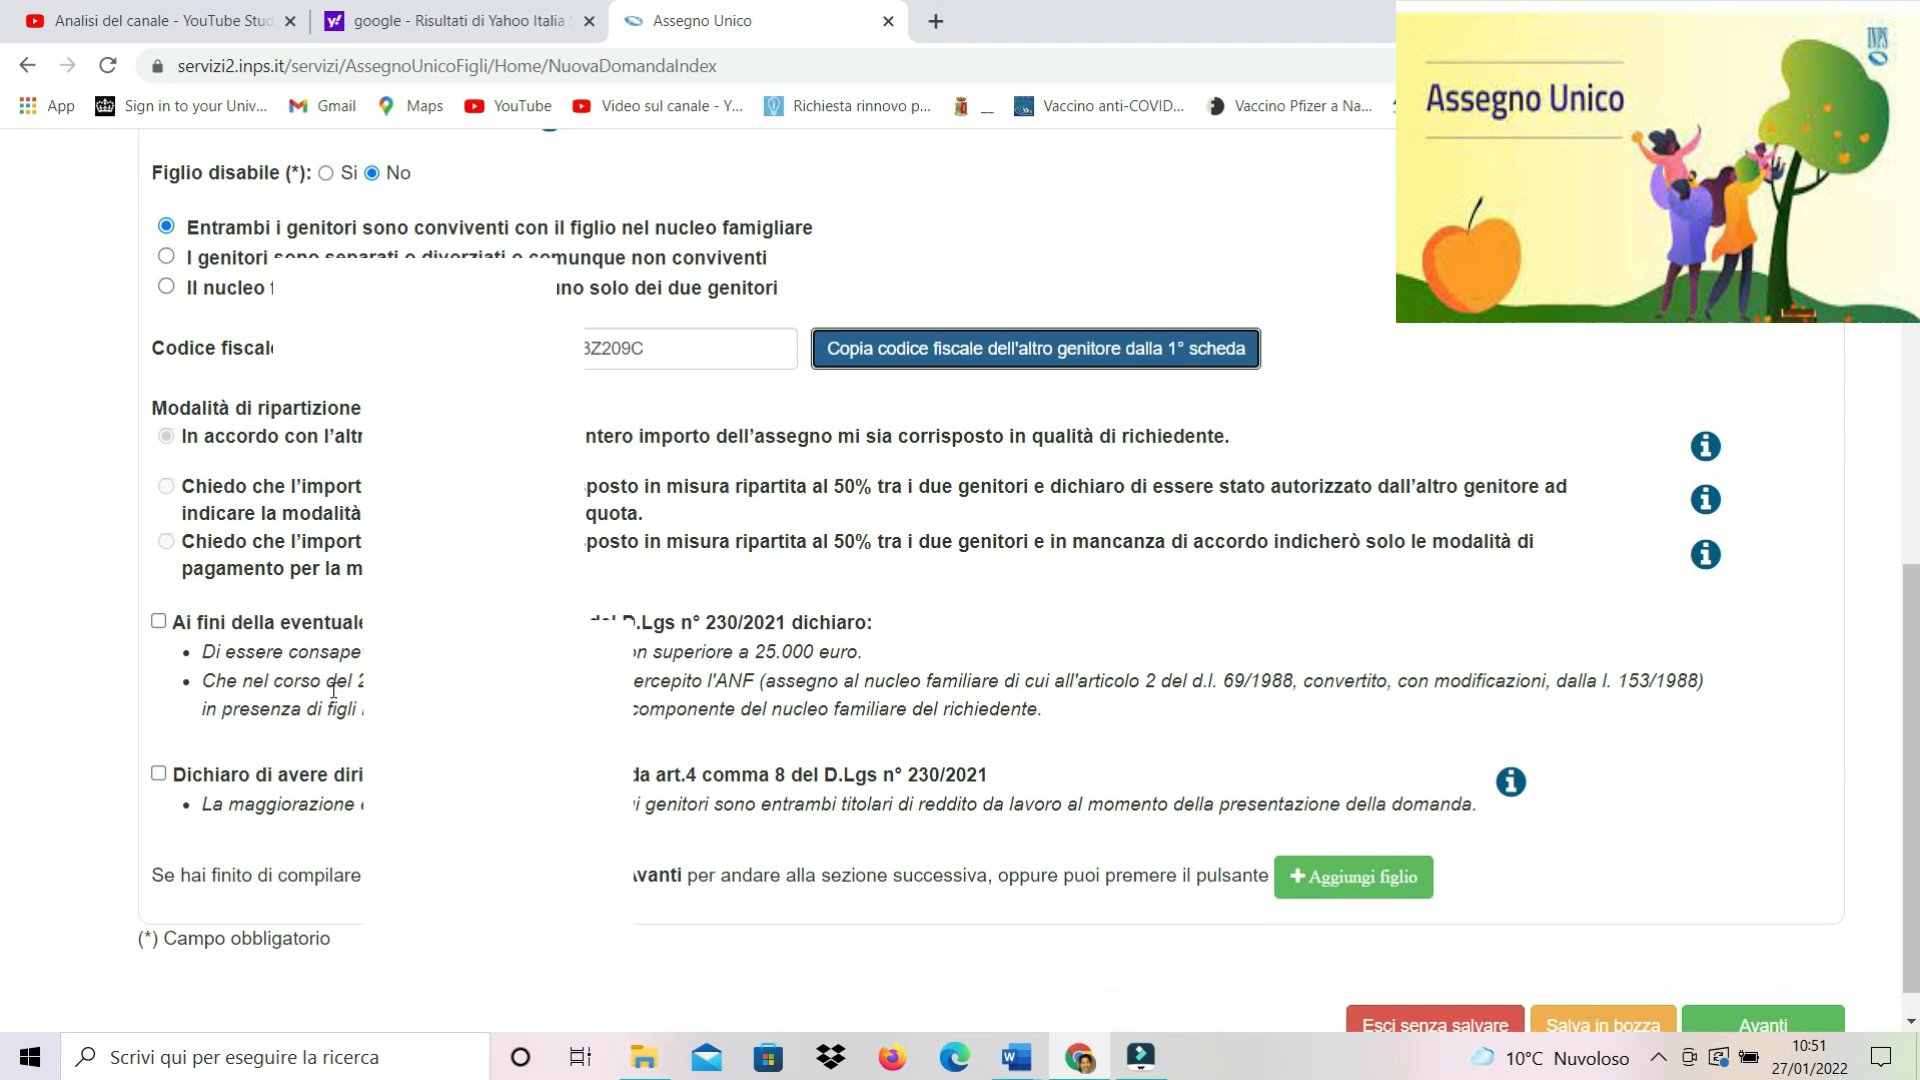 Analisi del canale - YouTube Stud
google - Risultati di Yahoo Italia S
Assegno Unico
servizi2.inps.it/servizi/AssegnoUnicoFigli/Home/NuovaDomandaIndex
App
Sign in to your Univ...
Gmail
Maps
YouTube
Video sul canale - Y...
Richiesta rinnovo p...
Vaccino anti-COVID...
Vaccino Pfizer a Na...
INPS
Assegno Unico
Figlio disabile (*): Si No
Entrambi i genitori sono conviventi con il figlio nel nucleo famigliare
I genitori sono separati o divorziati o comunque non conviventi
Il nucleo uno solo dei due genitori
Codice fiscale 3Z209C Copia codice fiscale dell'altro genitore dalla 1° scheda
Modalità di ripartizione
In accordo con l'altr ntero importo dell'assegno mi sia corrisposto in qualità di richiedente.
Chiedo che l'import posto in misura ripartita al 50% tra i due genitori e dichiaro di essere stato autorizzato dall'altro genitore ad
indicare la modalità quota.
Chiedo che l'import posto in misura ripartita al 50% tra i due genitori e in mancanza di accordo indicherò solo le modalità di
pagamento per la m
Ai fini della eventuale del D.Lgs n° 230/2021 dichiaro:
• Di essere consape on superiore a 25.000 euro.
• Che nel corso del 2 ercepito l'ANF (assegno al nucleo familiare di cui all'articolo 2 del d.l. 69/1988, convertito, con modificazioni, dalla l. 153/1988)
in presenza di figli componente del nucleo familiare del richiedente.
Dichiaro di avere diri da art.4 comma 8 del D.Lgs n° 230/2021
• La maggiorazione i genitori sono entrambi titolari di reddito da lavoro al momento della presentazione della domanda.
Se hai finito di compilare Avanti per andare alla sezione successiva, oppure puoi premere il pulsante + Aggiungi figlio
(*) Campo obbligatorio
Esci senza salvare
Salva in bozza
Avanti
Scrivi qui per eseguire la ricerca
10°C Nuvoloso
10:51
27/01/2022